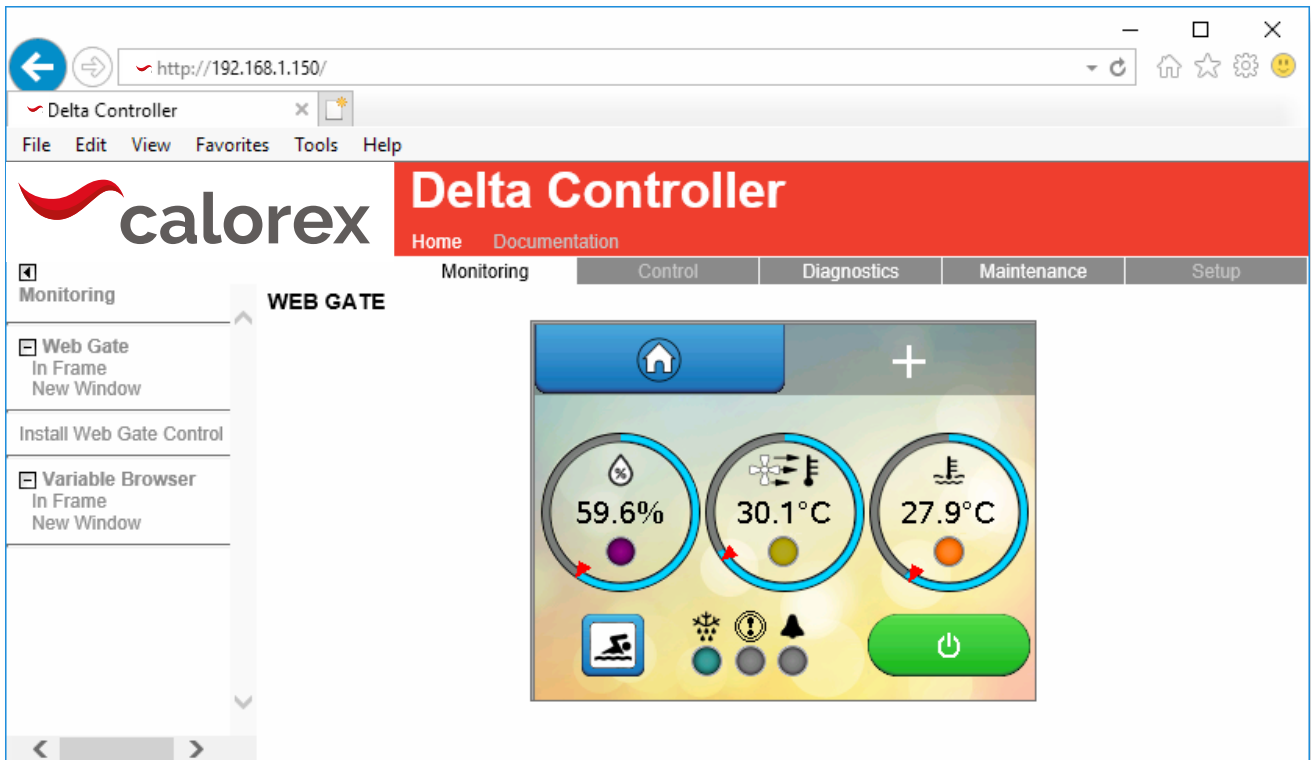 http://192.168.1.150/
Delta Controller
File Edit View Favorites Tools Help
calorex
Delta Controller
Home Documentation
Monitoring Control Diagnostics Maintenance Setup
Monitoring
WEB GATE
Web Gate
In Frame
New Window
Install Web Gate Control
Variable Browser
In Frame
New Window
%
59.6% 30.1°C 27.9°C